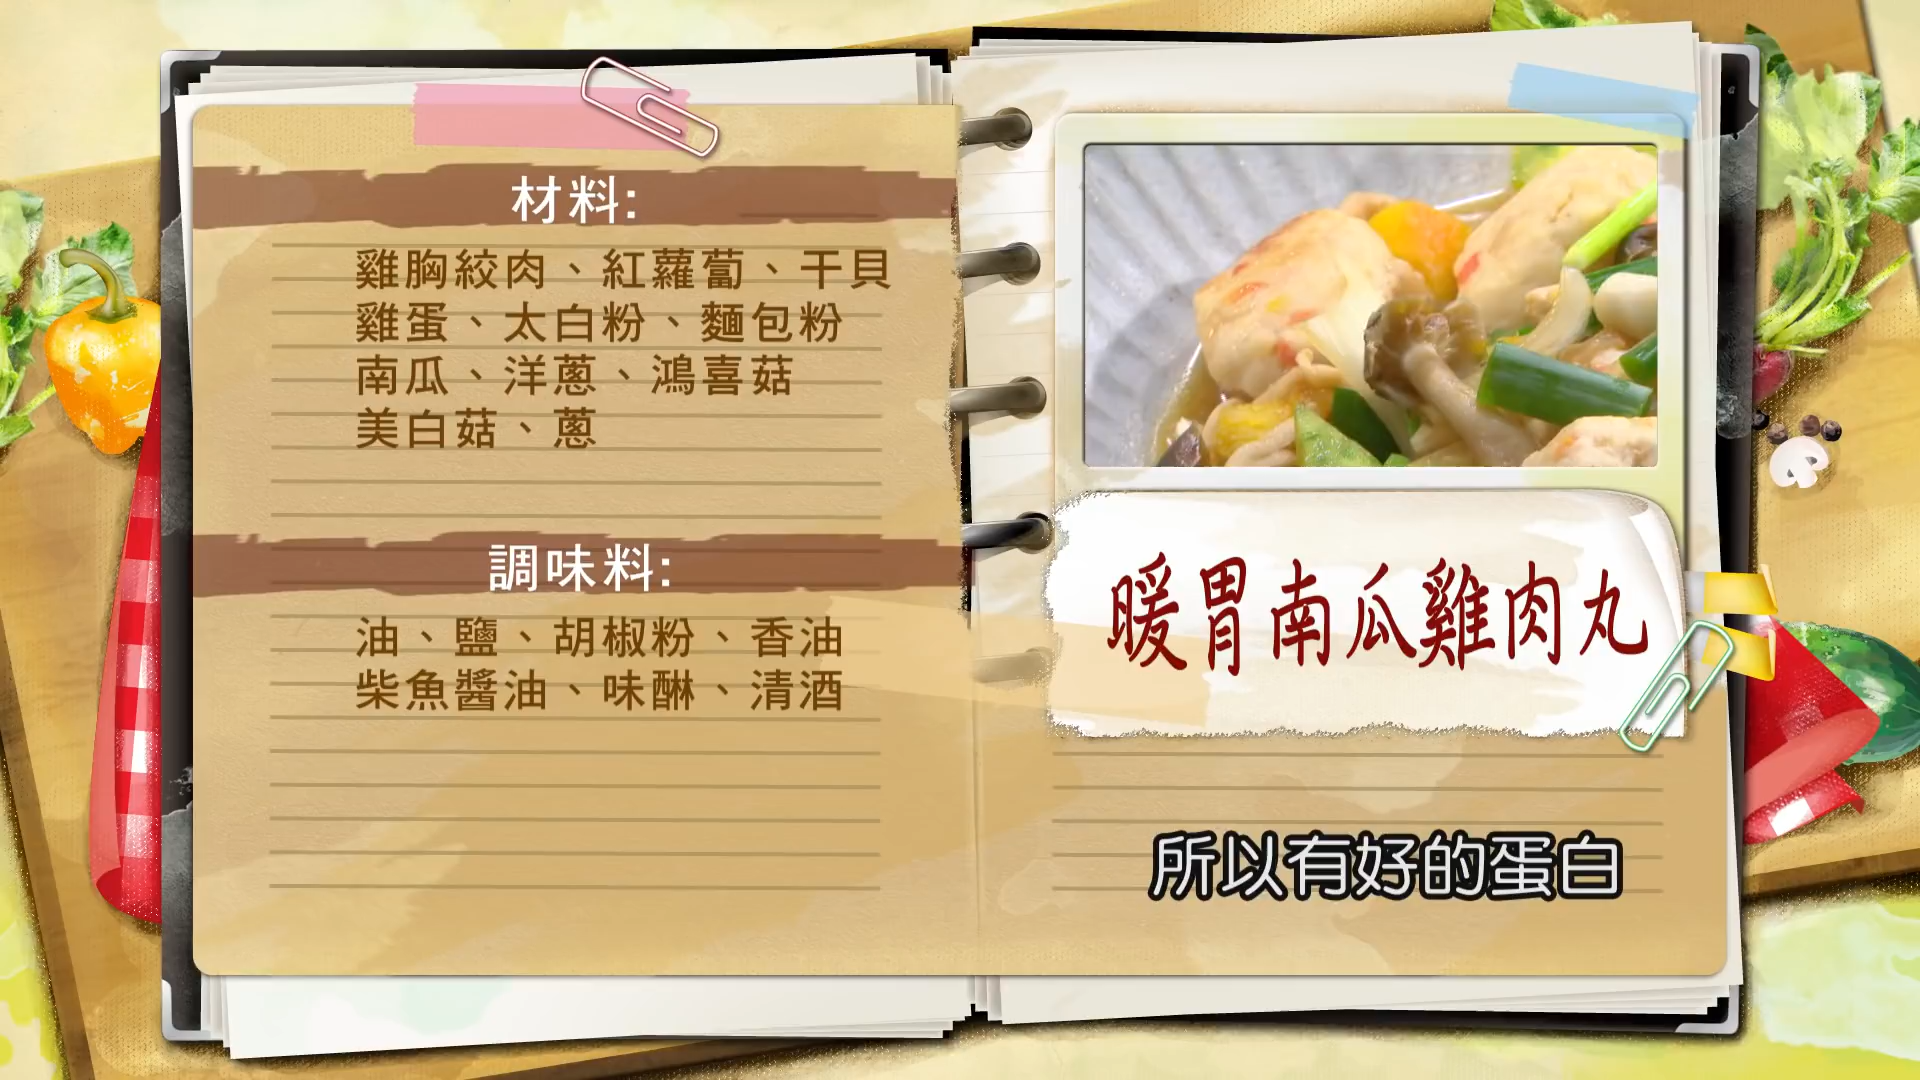 材料:
雞胸絞肉、紅蘿蔔、干貝
雞蛋、太白粉、麵包粉
南瓜、洋蔥、鴻喜菇
美白菇、蔥
調味料:
油、鹽、胡椒粉、香油
柴魚醬油、味醂、清酒
暖胃南瓜雞肉丸
所以有好的蛋白